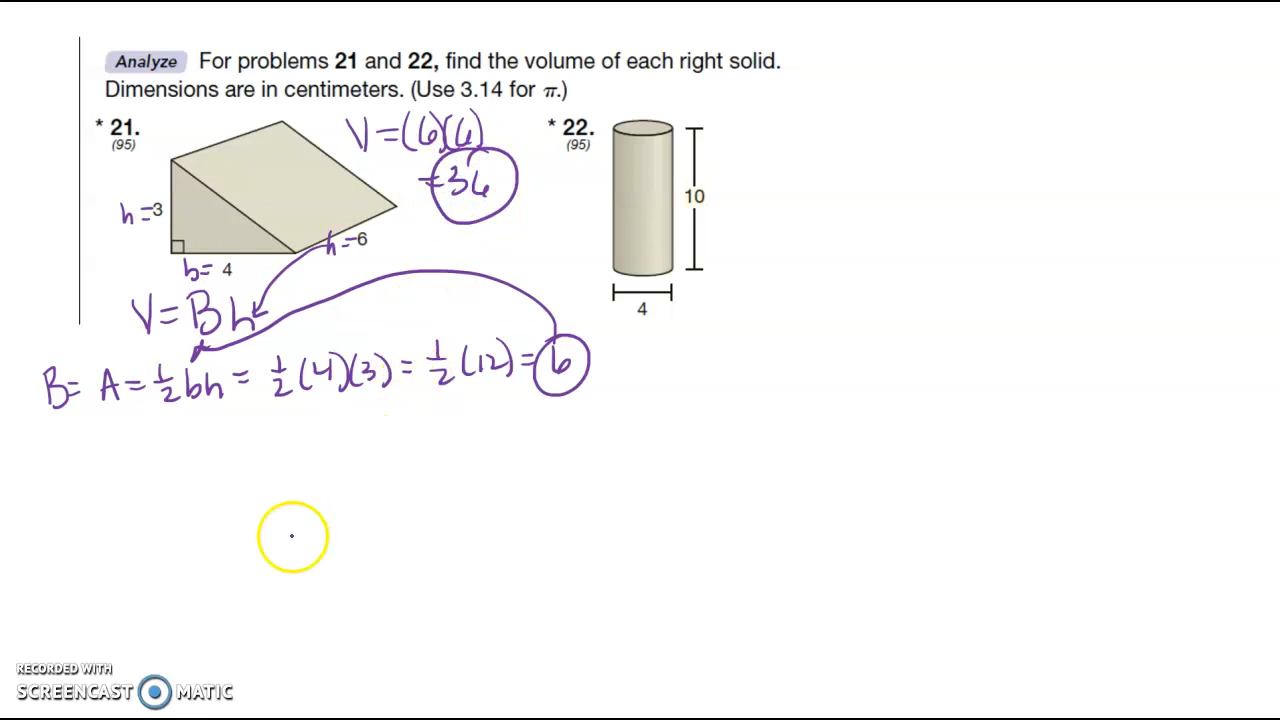 Analyze For problems 21 and 22, find the volume of each right solid.
Dimensions are in centimeters. (Use 3.14 for π.)
* 21.
(95)
V = (6)(6)
= 36
h = 3
b = 4
h = 6
V = Bh
B = A = 1/2 bh = 1/2 (4)(3) = 1/2 (12) = 6
* 22.
(95)
10
4
RECORDED WITH
SCREENCAST MATIC